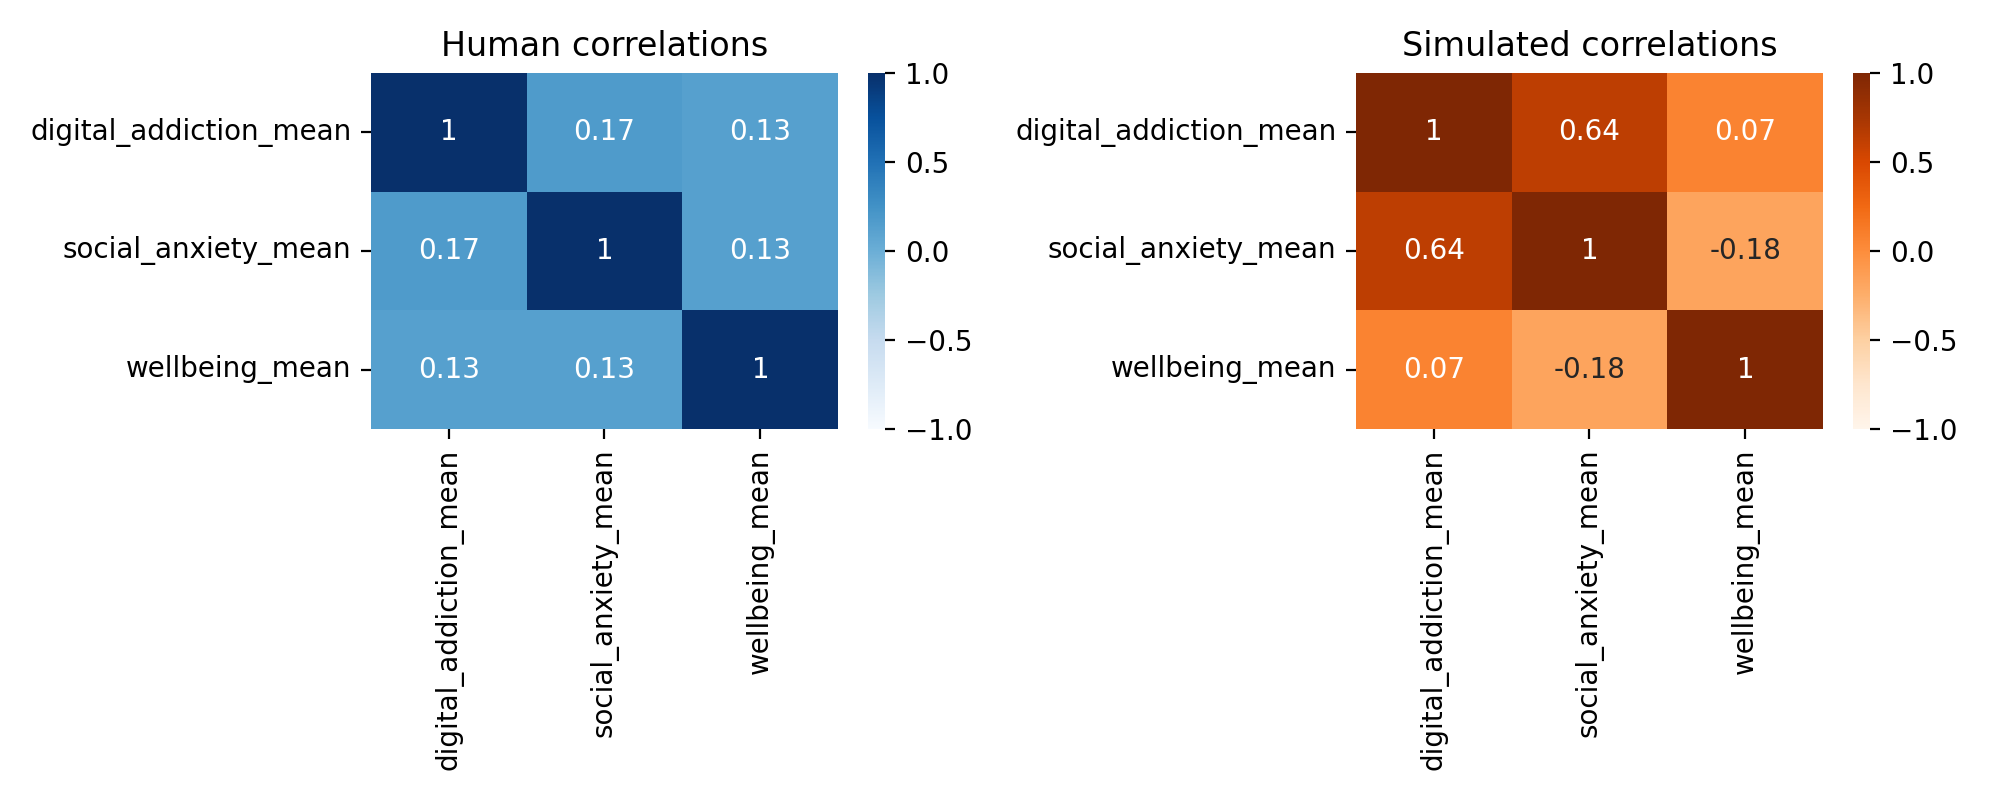 Human correlations
digital_addiction_mean
social_anxiety_mean
wellbeing_mean
1 0.17 0.13
0.17 1 0.13
0.13 0.13 1
digital_addiction_mean
social_anxiety_mean
wellbeing_mean
1.0
0.5
0.0
−0.5
−1.0
Simulated correlations
digital_addiction_mean
social_anxiety_mean
wellbeing_mean
1 0.64 0.07
0.64 1 -0.18
0.07 -0.18 1
digital_addiction_mean
social_anxiety_mean
wellbeing_mean
1.0
0.5
0.0
−0.5
−1.0